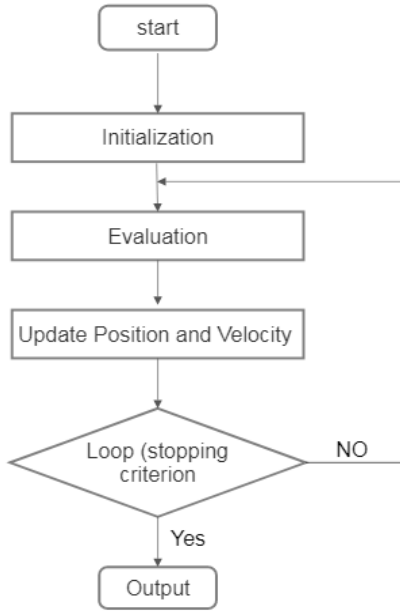 start
Initialization
Evaluation
Update Position and Velocity
Loop (stopping
criterion
NO
Yes
Output